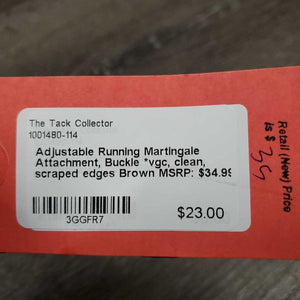 The Tack Collector
1001480-114
Adjustable Running Martingale
Attachment, Buckle *vgc, clean,
scraped edges Brown MSRP: $34.99
3GGFR7
$23.00
Retail (New) Price
is $ 35